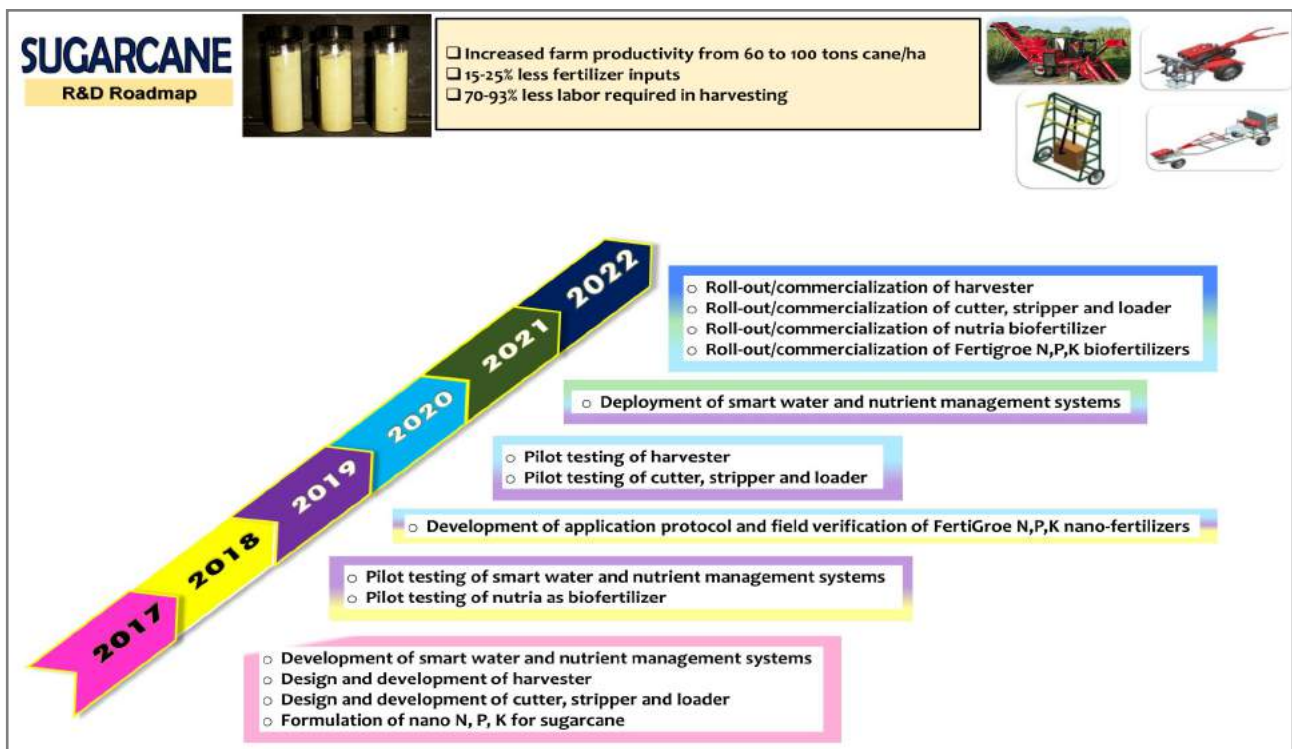 SUGARCANE
R&D Roadmap
❑ Increased farm productivity from 60 to 100 tons cane/ha
❑ 15-25% less fertilizer inputs
❑ 70-93% less labor required in harvesting
2022
2021
2020
2019
2018
2017
○ Roll-out/commercialization of harvester
○ Roll-out/commercialization of cutter, stripper and loader
○ Roll-out/commercialization of nutria biofertilizer
○ Roll-out/commercialization of Fertigroe N,P,K biofertilizers
○ Deployment of smart water and nutrient management systems
○ Pilot testing of harvester
○ Pilot testing of cutter, stripper and loader
○ Development of application protocol and field verification of FertiGroe N,P,K nano-fertilizers
○ Pilot testing of smart water and nutrient management systems
○ Pilot testing of nutria as biofertilizer
○ Development of smart water and nutrient management systems
○ Design and development of harvester
○ Design and development of cutter, stripper and loader
○ Formulation of nano N, P, K for sugarcane